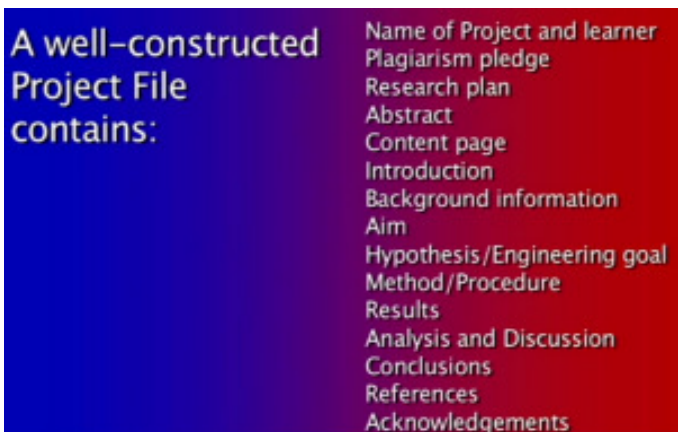 A well-constructed
Project File
contains:
Name of Project and learner
Plagiarism pledge
Research plan
Abstract
Content page
Introduction
Background information
Aim
Hypothesis/Engineering goal
Method/Procedure
Results
Analysis and Discussion
Conclusions
References
Acknowledgements